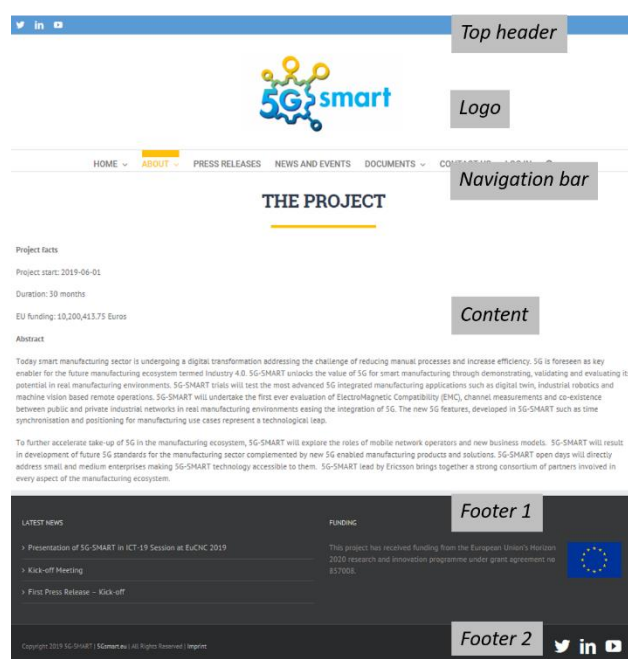 in
Top header
5G smart
Logo
HOME ABOUT PRESS RELEASES NEWS AND EVENTS DOCUMENTS
Navigation bar
THE PROJECT
Project facts
Project start: 2019-06-01
Duration: 30 months
EU funding: 10,200,413.75 Euros
Content
Abstract
Today smart manufacturing sector is undergoing a digital transformation addressing the challenge of reducing manual processes and increase efficiency. 5G is foreseen as key
enabler for the future manufacturing ecosystem termed Industry 4.0. 5G-SMART unlocks the value of 5G for smart manufacturing through demonstrating, validating and evaluating its
potential in real manufacturing environments. 5G-SMART trials will test the most advanced 5G integrated manufacturing applications such as digital twin, industrial robotics and
machine vision based remote operations. 5G-SMART will undertake the first ever evaluation of ElectroMagnetic Compatibility (EMC), channel measurements and co-existence
between public and private industrial networks in real manufacturing environments easing the integration of 5G. The new 5G features, developed in 5G-SMART such as time
synchronisation and positioning for manufacturing use cases represent a technological leap.
To further accelerate take-up of 5G in the manufacturing ecosystem, 5G-SMART will explore the roles of mobile network operators and new business models. 5G-SMART will result
in development of future 5G standards for the manufacturing sector complemented by new 5G enabled manufacturing products and solutions. 5G-SMART open days will directly
address small and medium enterprises making 5G-SMART technology accessible to them. 5G-SMART lead by Ericsson brings together a strong consortium of partners involved in
every aspect of the manufacturing ecosystem.
Footer 1
LATEST NEWS
> Presentation of 5G-SMART in ICT-19 Session at EuCNC 2019
> Kick-off Meeting
> First Press Release – Kick-off
FUNDING
This project has received funding from the European Union's Horizon
2020 research and innovation programme under grant agreement no
857008.
Footer 2
Copyright 2019 5G-SMART | 5Gsmart.eu | All Rights Reserved | Imprint
in